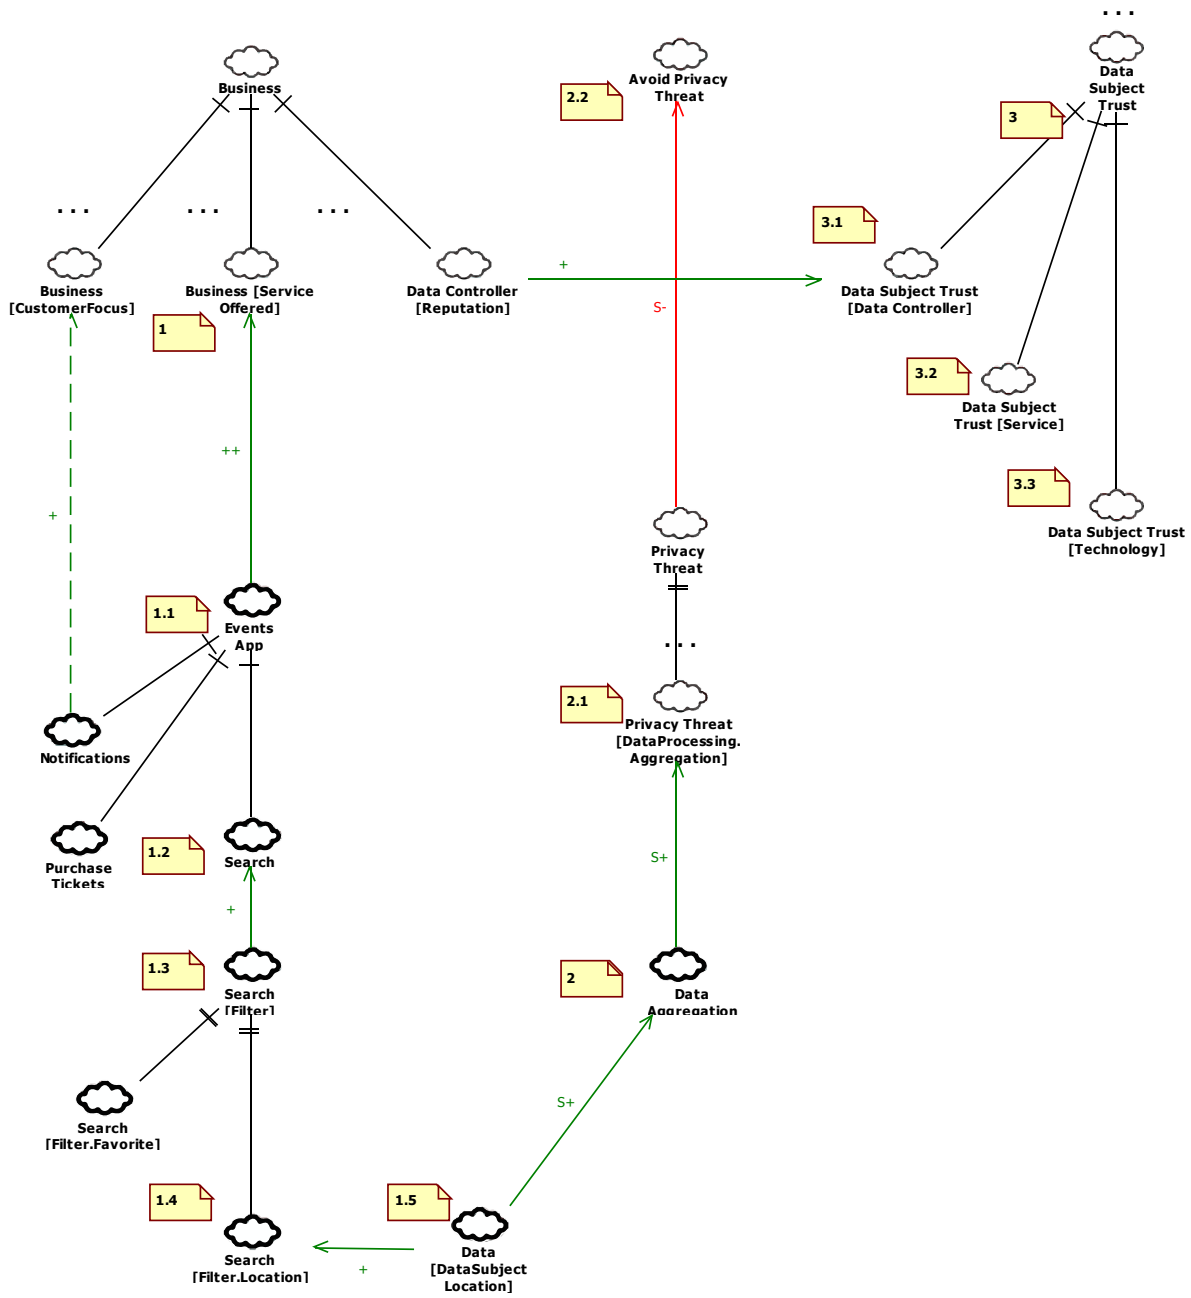 ...
Business
Avoid Privacy
Threat
Data
Subject
Trust
2.2
3
... ... ...
3.1
Business
[CustomerFocus]
Business [Service
Offered]
Data Controller
[Reputation]
+
Data Subject Trust
[Data Controller]
S-
1
3.2
Data Subject
Trust [Service]
++
+
3.3
Data Subject Trust
[Technology]
Privacy
Threat
1.1
Events
App
...
2.1
Privacy Threat
[DataProcessing.
Aggregation]
Notifications
1.2
Search
Purchase
Tickets
S+
+
1.3
Search
[Filter]
2
Data
Aggregation
S+
Search
[Filter.Favorite]
1.4
1.5
Search
[Filter.Location]
+
Data
[DataSubject
Location]